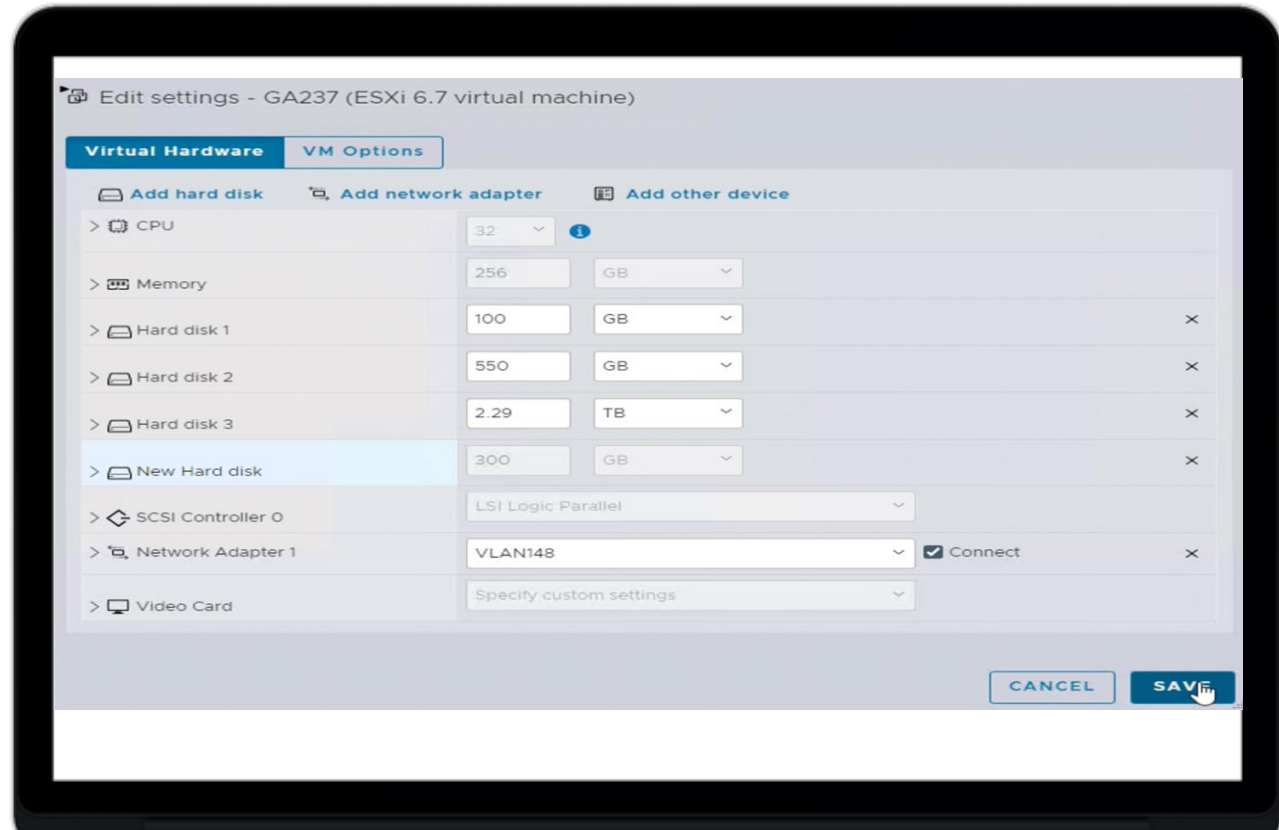 Edit settings - GA237 (ESXi 6.7 virtual machine)
Virtual Hardware VM Options
Add hard disk Add network adapter Add other device
CPU 32
Memory 256 GB
Hard disk 1 100 GB
Hard disk 2 550 GB
Hard disk 3 2.29 TB
New Hard disk 300 GB
SCSI Controller 0 LSI Logic Parallel
Network Adapter 1 VLAN148 Connect
Video Card Specify custom settings
CANCEL SAVE